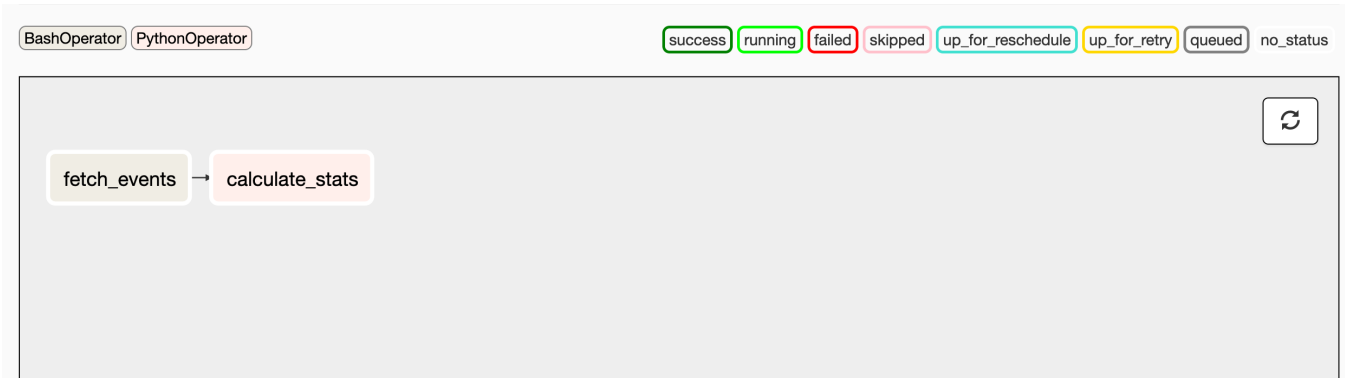 BashOperator PythonOperator success running failed skipped up_for_reschedule up_for_retry queued no_status
fetch_events calculate_stats